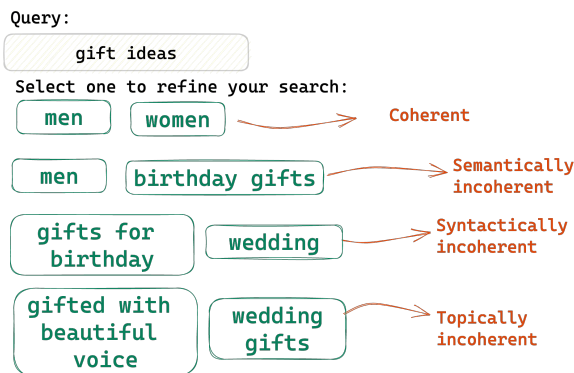 Query:
gift ideas
Select one to refine your search:
men women Coherent
men birthday gifts Semantically
incoherent
gifts for
birthday
wedding
Syntactically
incoherent
gifted with
beautiful
voice
wedding
gifts
Topically
incoherent